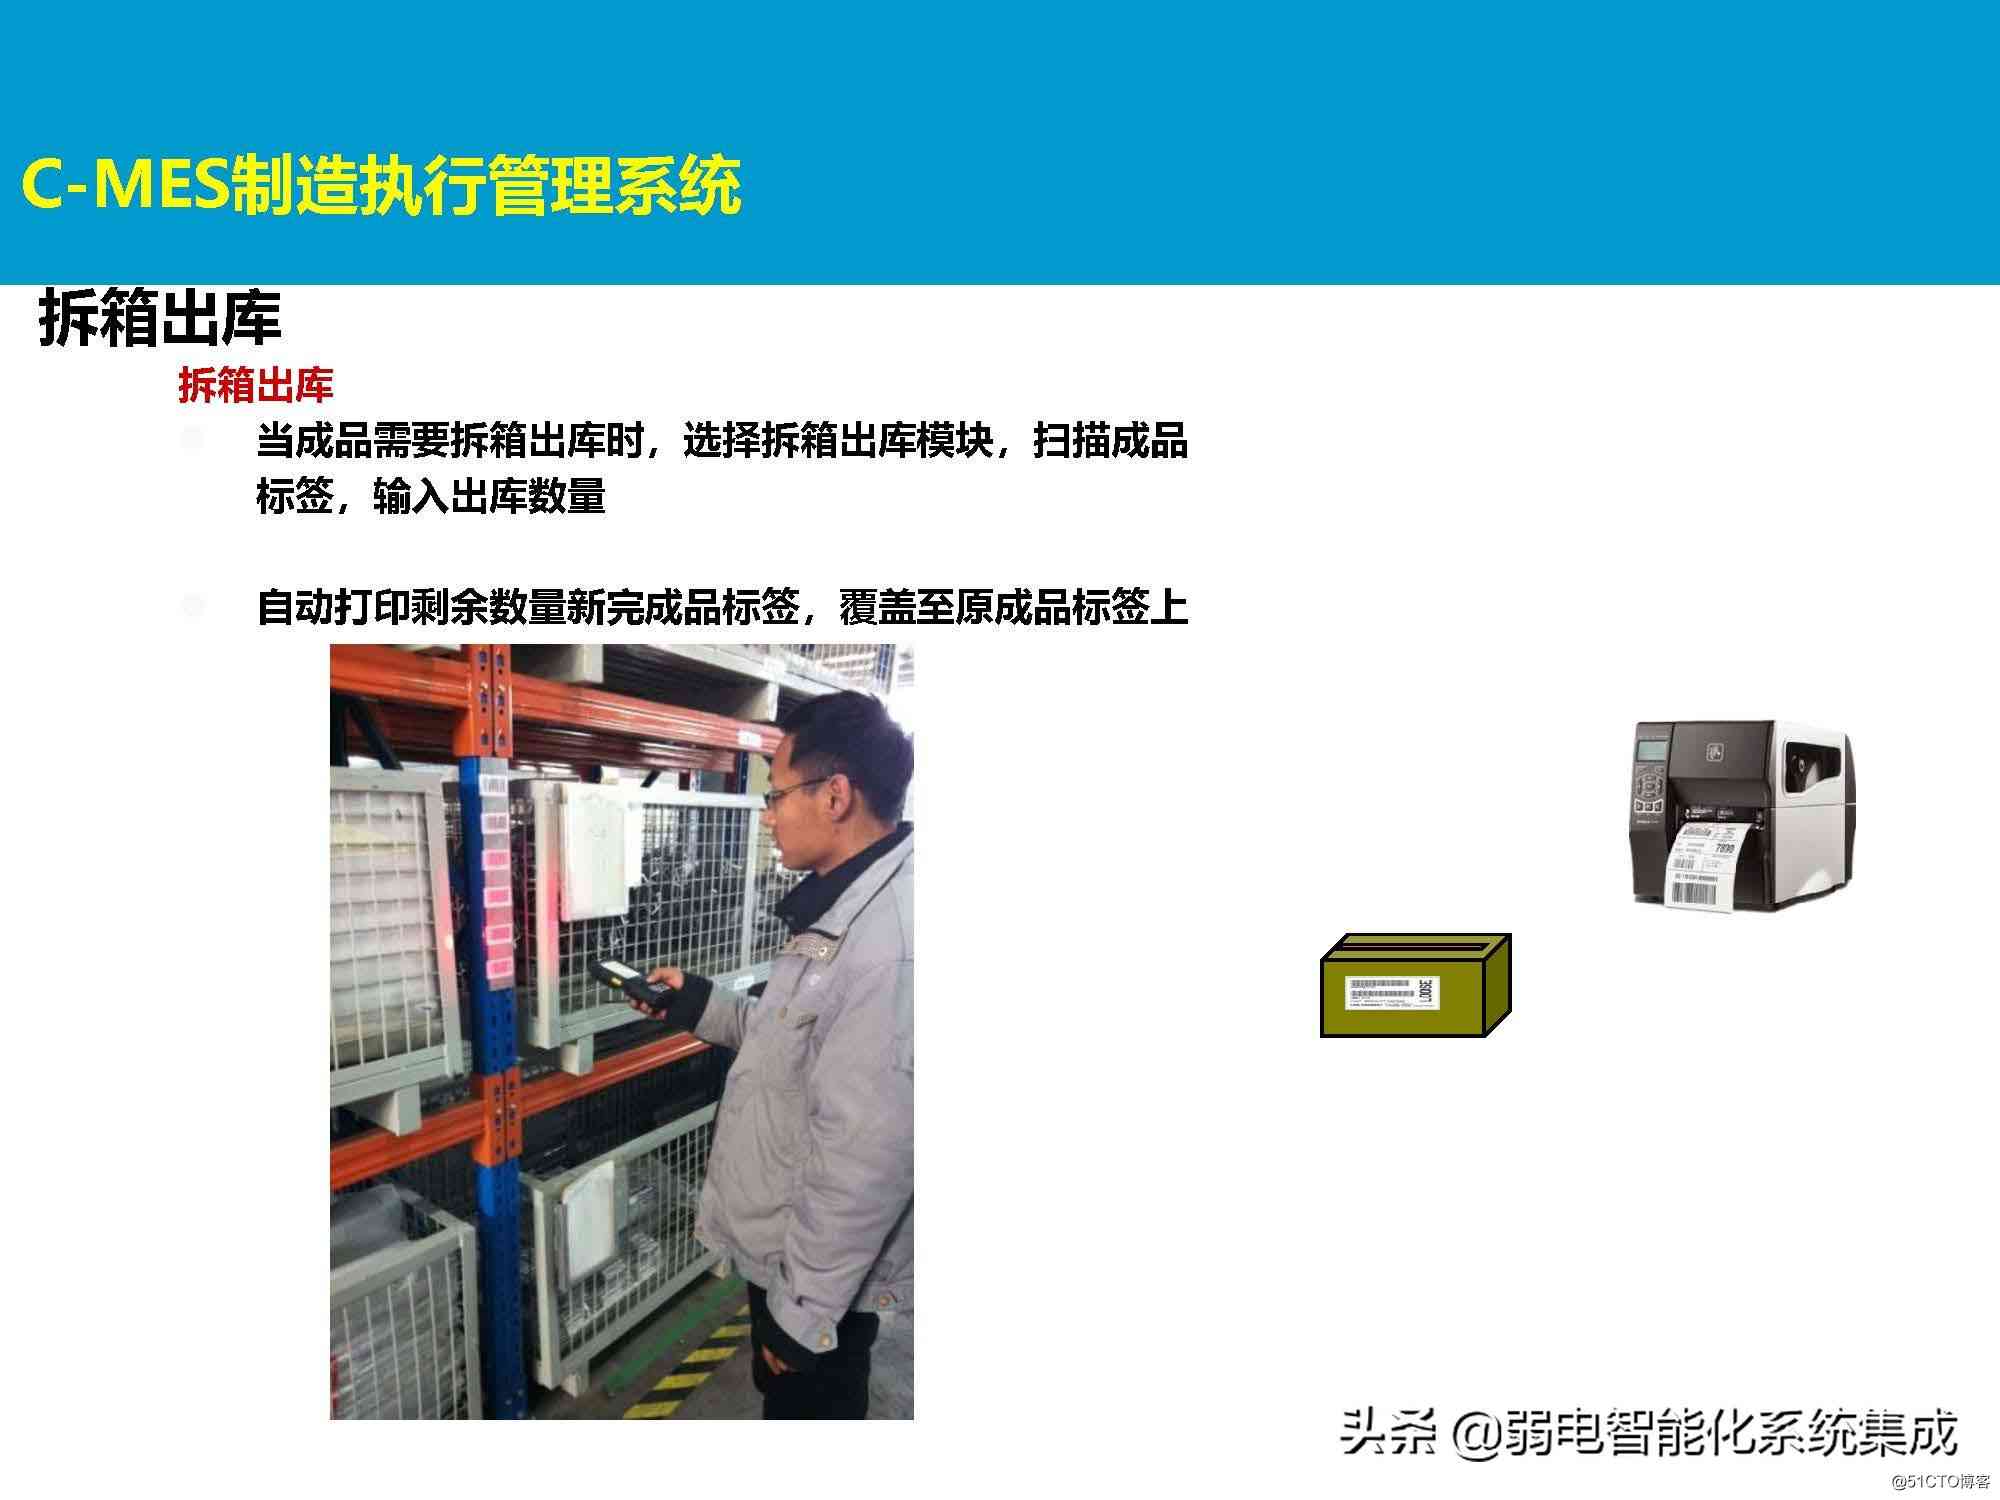 C-MES制造执行管理系统
拆箱出库
拆箱出库
当成品需要拆箱出库时，选择拆箱出库模块，扫描成品
标签，输入出库数量
自动打印剩余数量新完成品标签，覆盖至原成品标签上
7890
LOOSE
头条 @弱电智能化系统集成
@51CTO博客